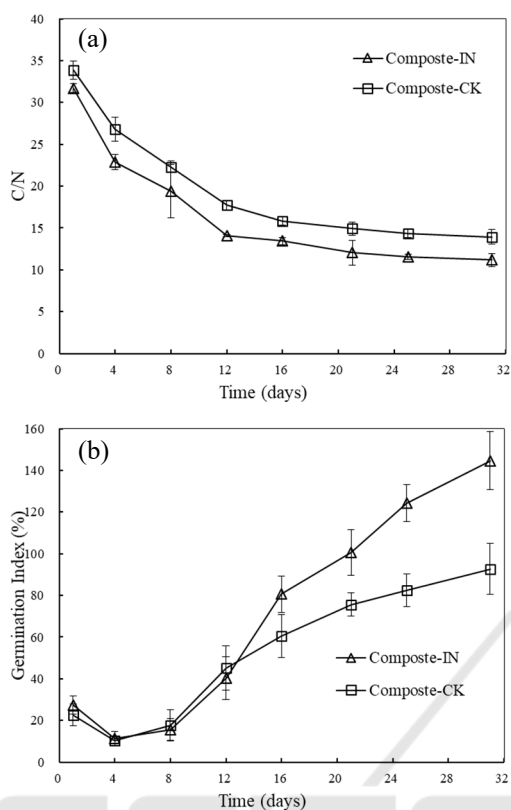 (a)
Composte-IN
Composte-CK
40
35
30
25
20
15
10
5
0
C/N
0 4 8 12 16 20 24 28 32
Time (days)
(b)
160
140
120
100
80
60
40
20
0
Germination Index (%)
Composte-IN
Composte-CK
0 4 8 12 16 20 24 28 32
Time (days)